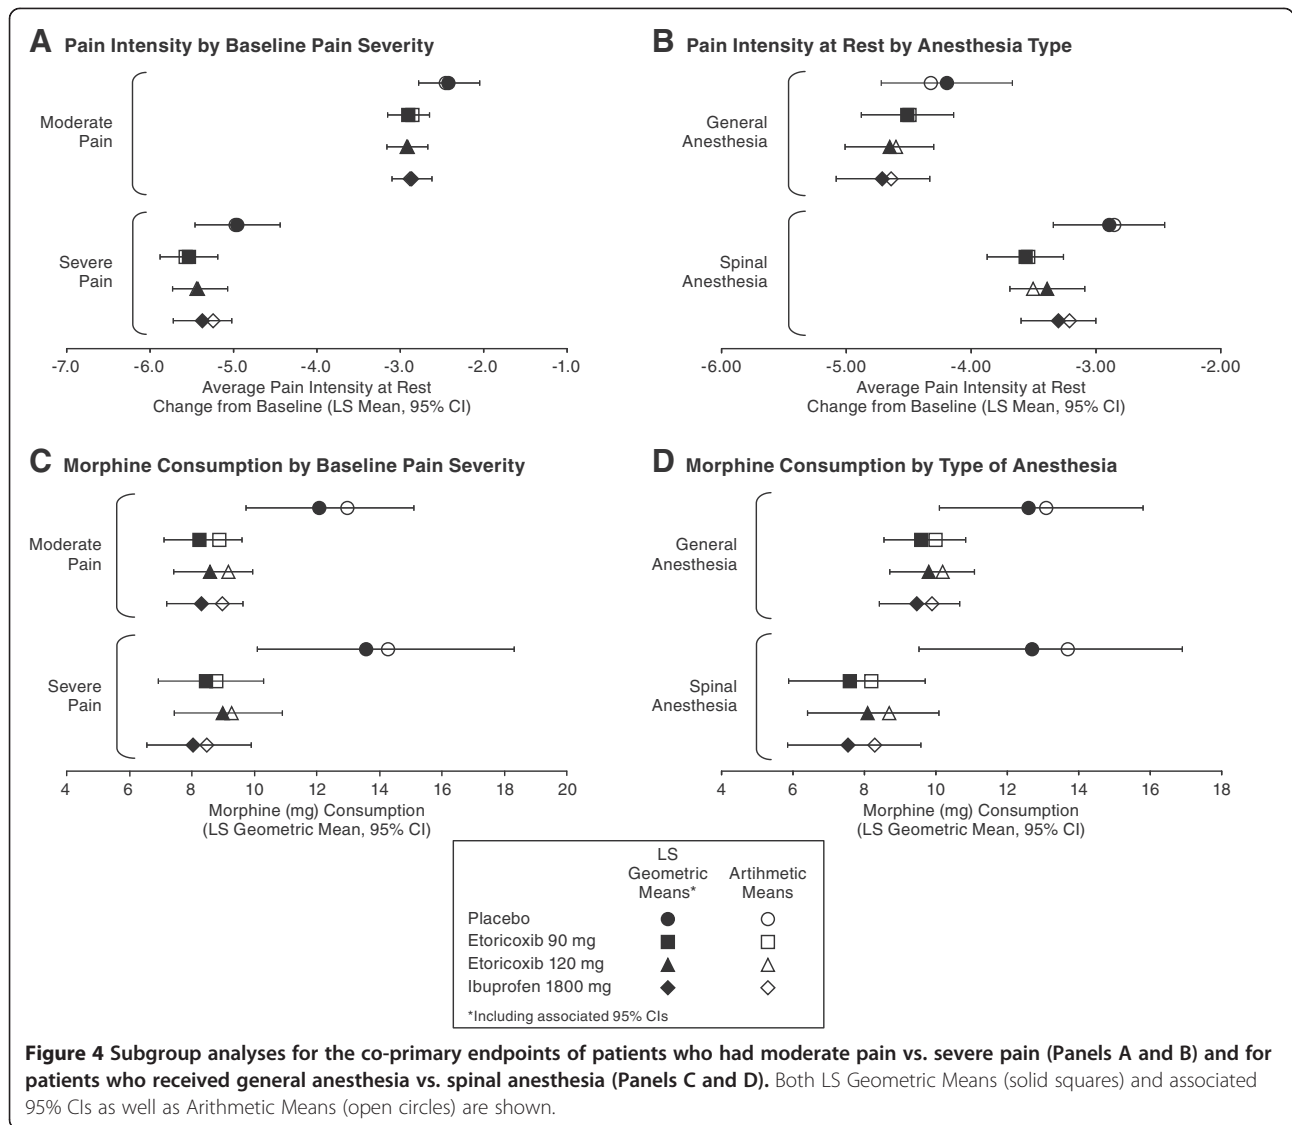 A Pain Intensity by Baseline Pain Severity
Moderate
Pain
Severe
Pain
-7.0 -6.0 -5.0 -4.0 -3.0 -2.0 -1.0
Average Pain Intensity at Rest
Change from Baseline (LS Mean, 95% CI)
B Pain Intensity at Rest by Anesthesia Type
General
Anesthesia
Spinal
Anesthesia
-6.00 -5.00 -4.00 -3.00 -2.00
Average Pain Intensity at Rest
Change from Baseline (LS Mean, 95% CI)
C Morphine Consumption by Baseline Pain Severity
Moderate
Pain
Severe
Pain
4 6 8 10 12 14 16 18 20
Morphine (mg) Consumption
(LS Geometric Mean, 95% CI)
D Morphine Consumption by Type of Anesthesia
General
Anesthesia
Spinal
Anesthesia
4 6 8 10 12 14 16 18
Morphine (mg) Consumption
(LS Geometric Mean, 95% CI)
LS
Geometric Artihmetic
Means* Means
Placebo
Etoricoxib 90 mg
Etoricoxib 120 mg
Ibuprofen 1800 mg
*Including associated 95% CIs
Figure 4 Subgroup analyses for the co-primary endpoints of patients who had moderate pain vs. severe pain (Panels A and B) and for
patients who received general anesthesia vs. spinal anesthesia (Panels C and D). Both LS Geometric Means (solid squares) and associated
95% CIs as well as Arithmetic Means (open circles) are shown.